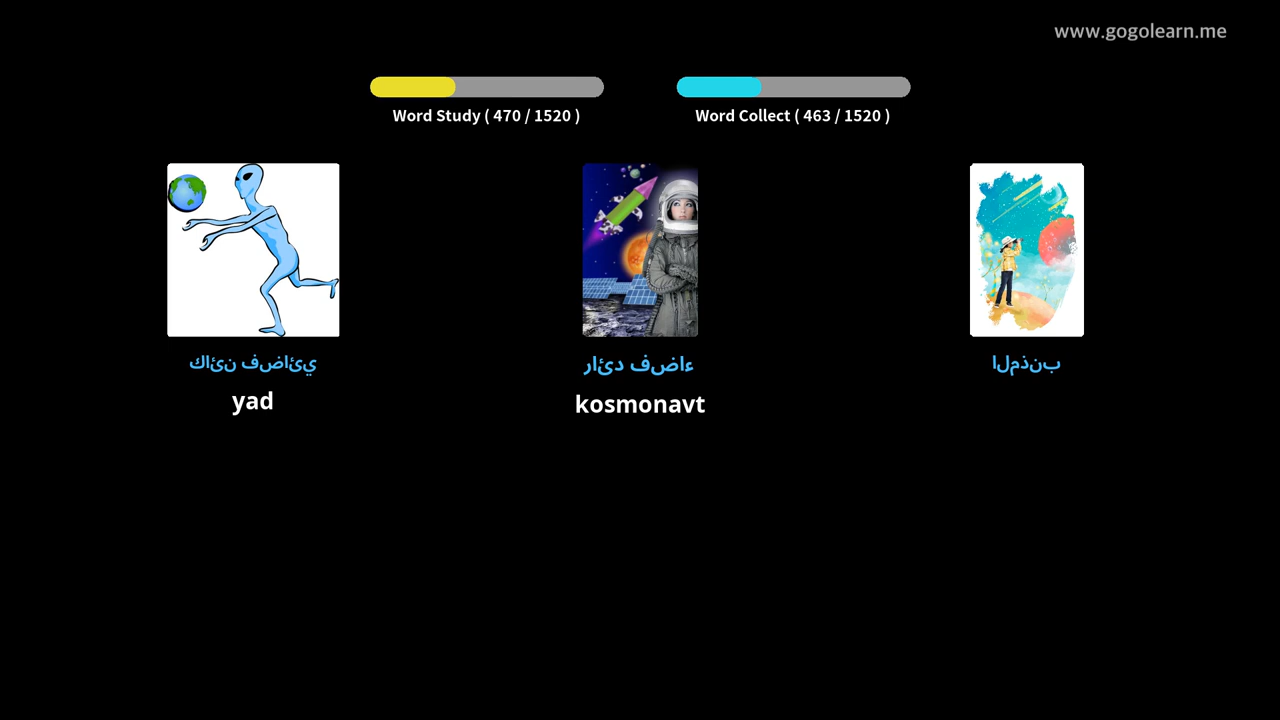 www.gogolearn.me
Word Study ( 470 / 1520 )
Word Collect ( 463 / 1520 )
كائن فضائي
yad
رائد فضاء
kosmonavt
المذنب